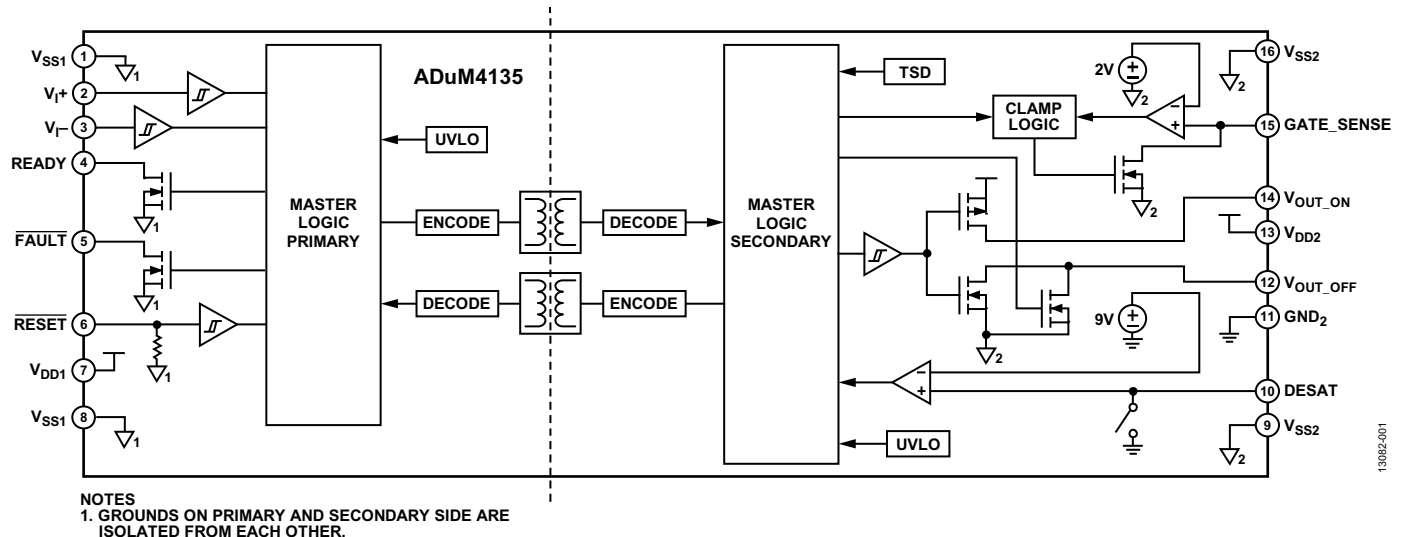 ADuM4135
VSS1 1
VI+ 2
VI− 3
READY 4
FAULT 5
RESET 6
VDD1 7
VSS1 8
1
1
1
1
1
MASTER
LOGIC
PRIMARY
UVLO
ENCODE
DECODE
DECODE
ENCODE
MASTER
LOGIC
SECONDARY
TSD
CLAMP
LOGIC
2V
2
2
2
9V
2
2
UVLO
16 VSS2
15 GATE_SENSE
14 VOUT_ON
13 VDD2
12 VOUT_OFF
11 GND2
10 DESAT
9 VSS2
NOTES
1. GROUNDS ON PRIMARY AND SECONDARY SIDE ARE
ISOLATED FROM EACH OTHER.
13082-001